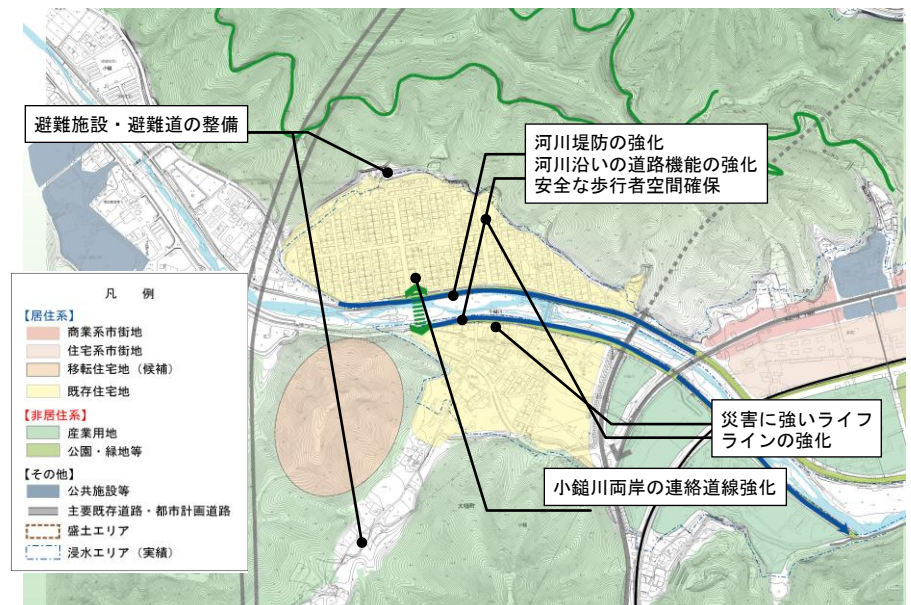 避難施設・避難道の整備
河川堤防の強化
河川沿いの道路機能の強化
安全な歩行者空間確保
凡　例
【居住系】
商業系市街地
住宅系市街地
移転住宅地（候補）
既存住宅地
【非居住系】
産業用地
公園・緑地等
【その他】
公共施設等
主要既存道路・都市計画道路
盛土エリア
浸水エリア（実績）
災害に強いライフ
ラインの強化
小鎚川両岸の連絡道線強化
大槌町